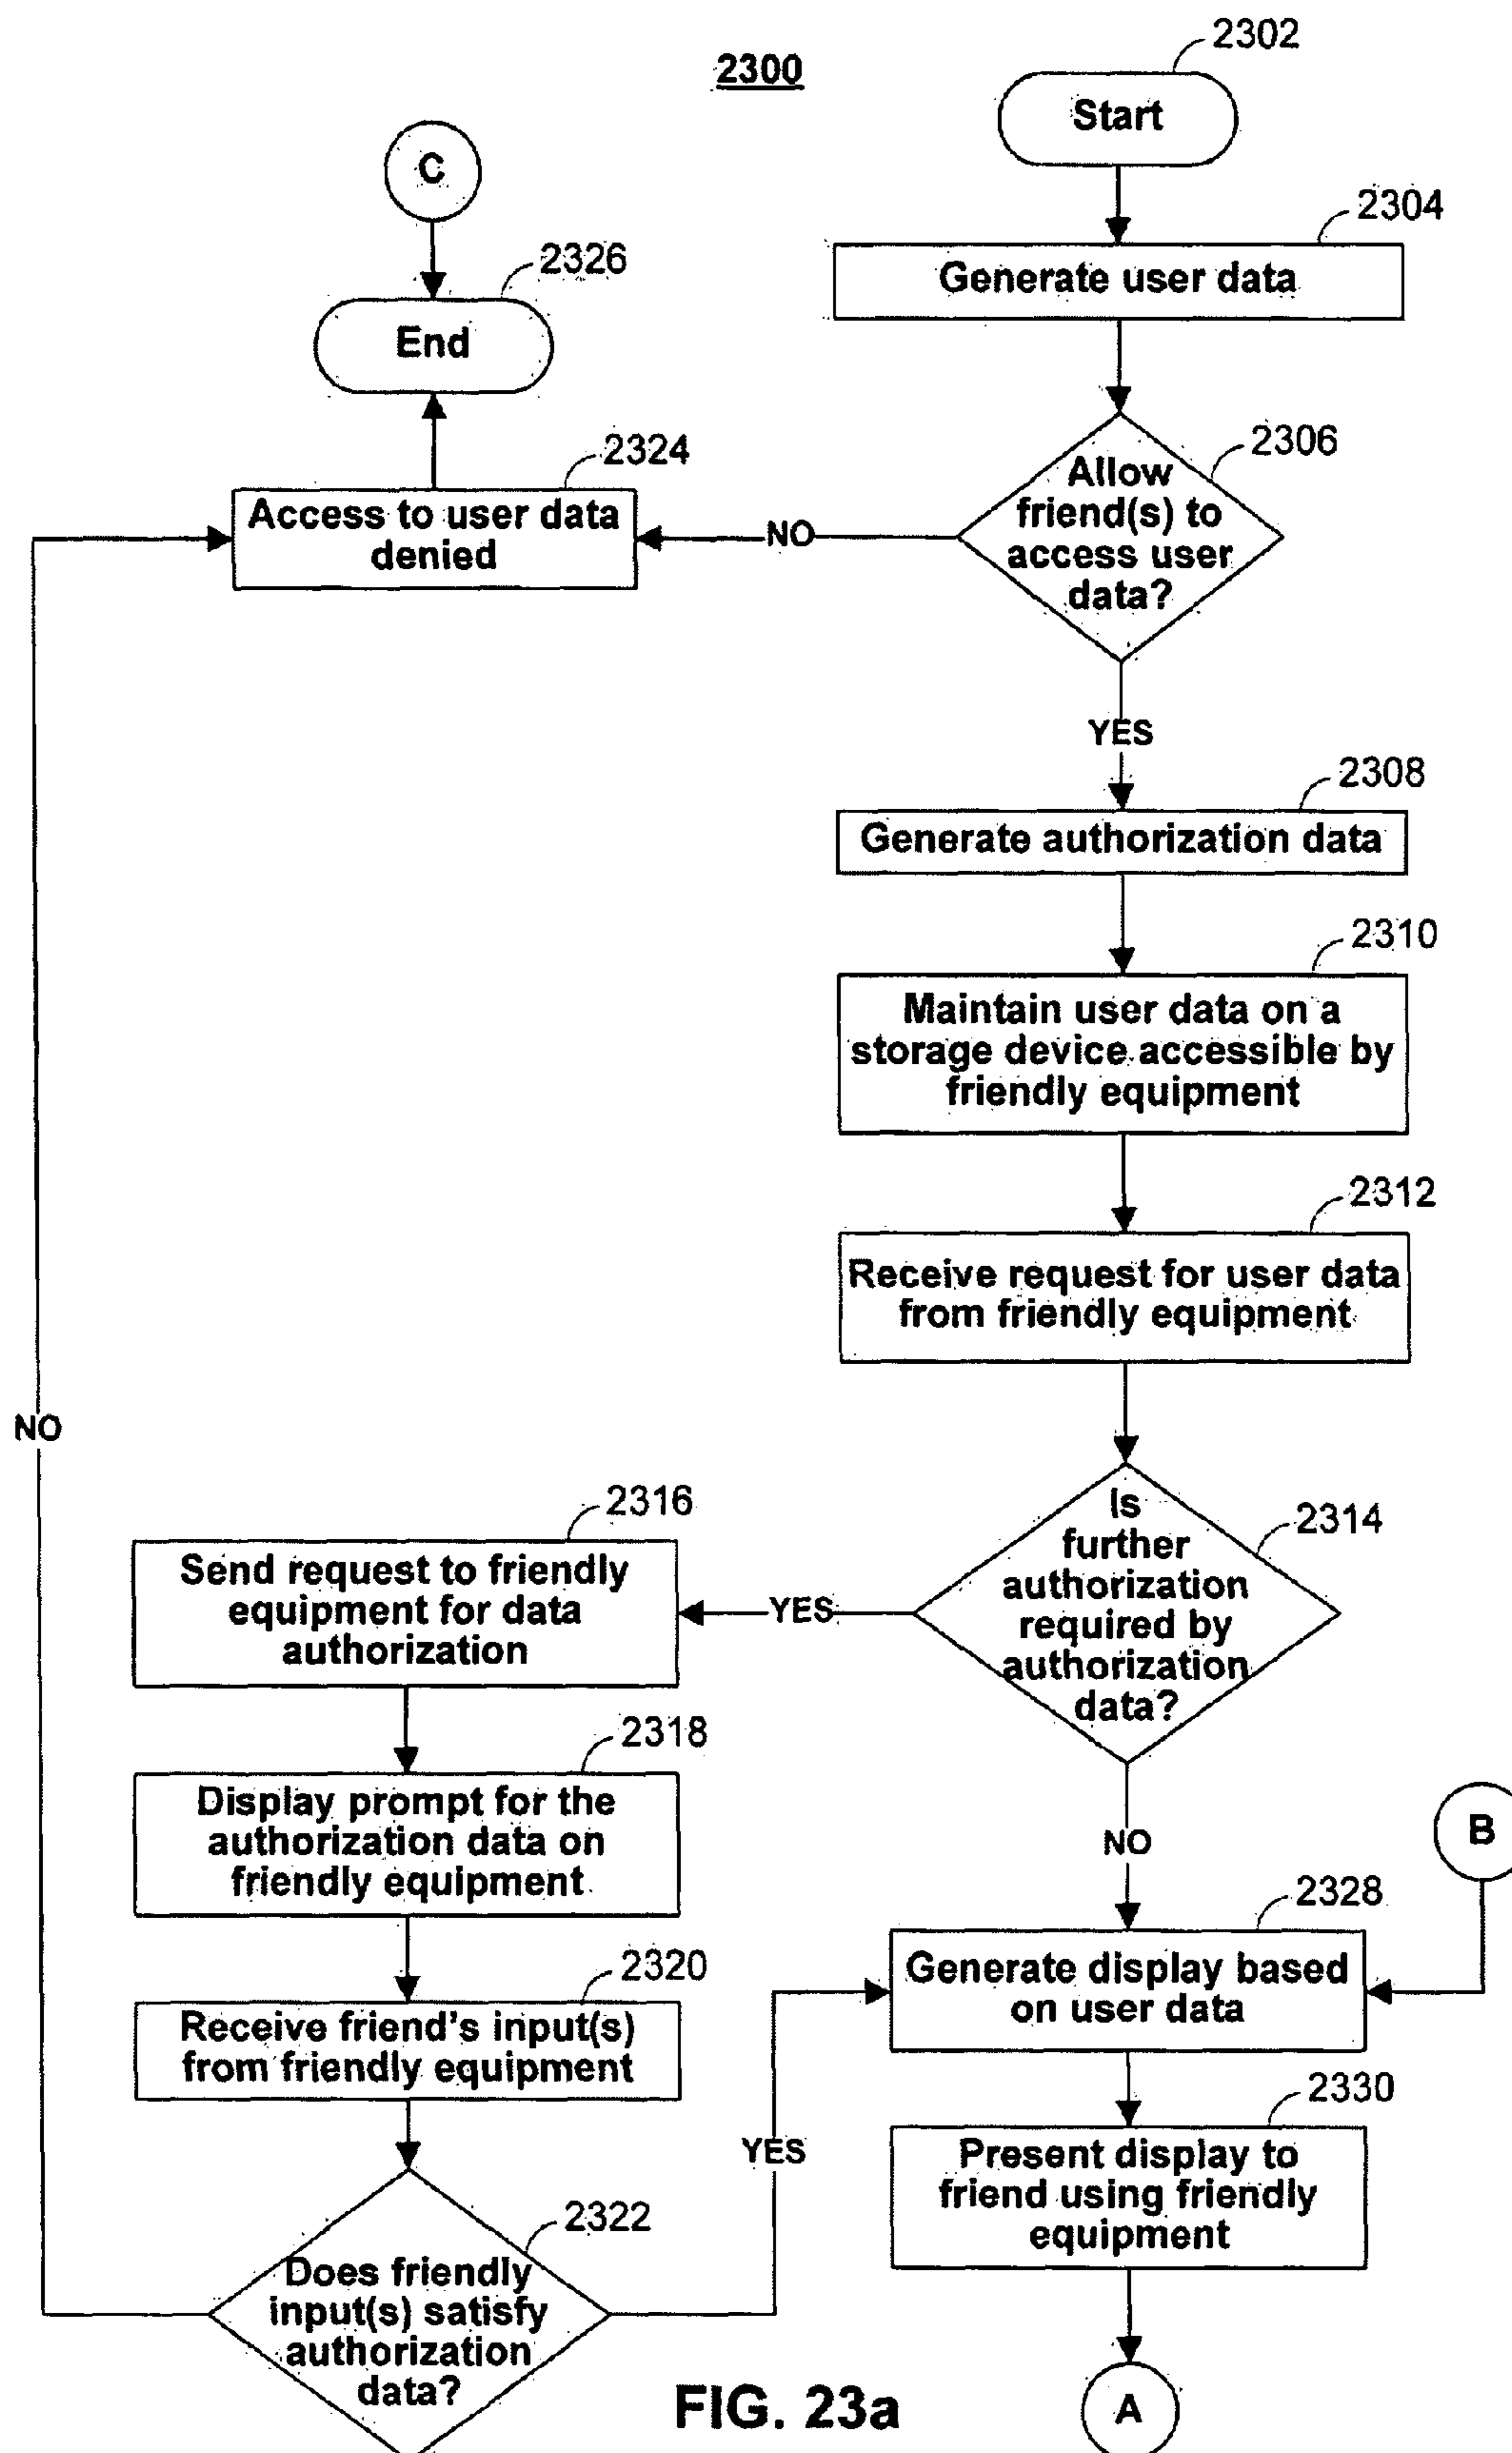 2300
2302
Start
C
2304
Generate user data
2326
End
2306
Allow
friend(s) to
access user
data?
2324
Access to user data
denied
NO
YES
2308
Generate authorization data
2310
Maintain user data on a
storage device accessible by
friendly equipment
2312
Receive request for user data
from friendly equipment
NO
2314
Is
further
authorization
required by
authorization
data?
2316
Send request to friendly
equipment for data
authorization
YES
2318
Display prompt for the
authorization data on
friendly equipment
NO
B
2328
Generate display based
on user data
2320
Receive friend's input(s)
from friendly equipment
YES
2330
Present display to
friend using friendly
equipment
2322
Does friendly
input(s) satisfy
authorization
data?
A
FIG. 23a